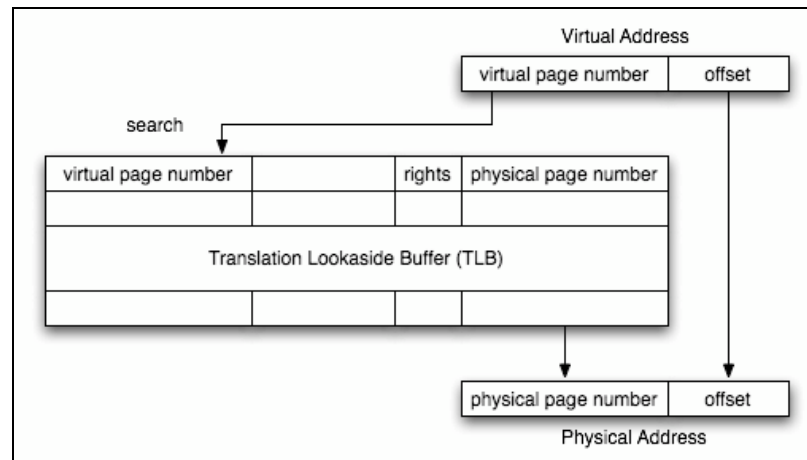 Virtual Address
virtual page number offset
search
virtual page number rights physical page number
Translation Lookaside Buffer (TLB)
physical page number offset
Physical Address